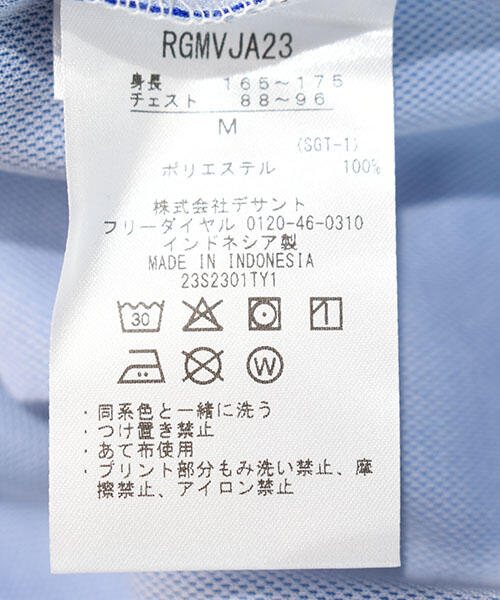 RGMVJA23
身長 165～175
チェスト 88～96
M
(SGT-1)
ポリエステル 100%
株式会社デサント
フリーダイヤル 0120-46-0310
インドネシア製
MADE IN INDONESIA
23S2301TY1
30
W
・同系色と一緒に洗う
・つけ置き禁止
・あて布使用
・プリント部分もみ洗い禁止、摩
擦禁止、アイロン禁止